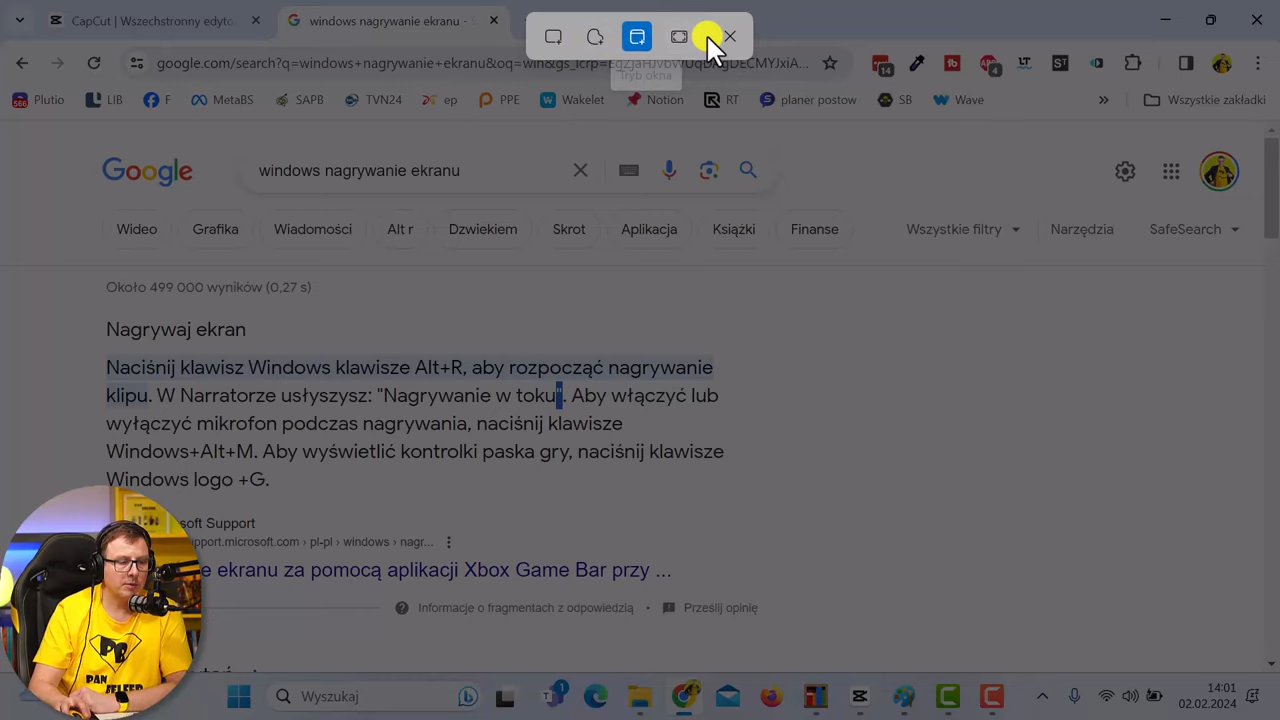 CapCut | Wszechstronny edyto
windows nagrywanie ekranu - 
google.com/search?q=windows+nagrywanie+ekranu&oq=win&gs_lcrp=
14
4
Tryb okna
566
Plutio
LIB
F
MetaBS
SAPB
TVN24
ep
PPE
Wakelet
Notion
RT
planer postow
SB
Wave
Wszystkie zakładki
Google
windows nagrywanie ekranu
Wideo
Grafika
Wiadomości
Alt r
Dzwiekiem
Skrot
Aplikacja
Książki
Finanse
Wszystkie filtry
Narzędzia
SafeSearch
Około 499 000 wyników (0,27 s)
Nagrywaj ekran
Naciśnij klawisz Windows klawisze Alt+R, aby rozpocząć nagrywanie
klipu. W Narratorze usłyszysz: "Nagrywanie w toku". Aby włączyć lub
wyłączyć mikrofon podczas nagrywania, naciśnij klawisze
Windows+Alt+M. Aby wyświetlić kontrolki paska gry, naciśnij klawisze
Windows logo +G.
soft Support
upport.microsoft.com › pl-pl › windows › nagr...
e ekranu za pomocą aplikacji Xbox Game Bar przy ...
Informacje o fragmentach z odpowiedzią
•
Prześlij opinię
PAN
Wyszukaj
1
14:01
02.02.2024